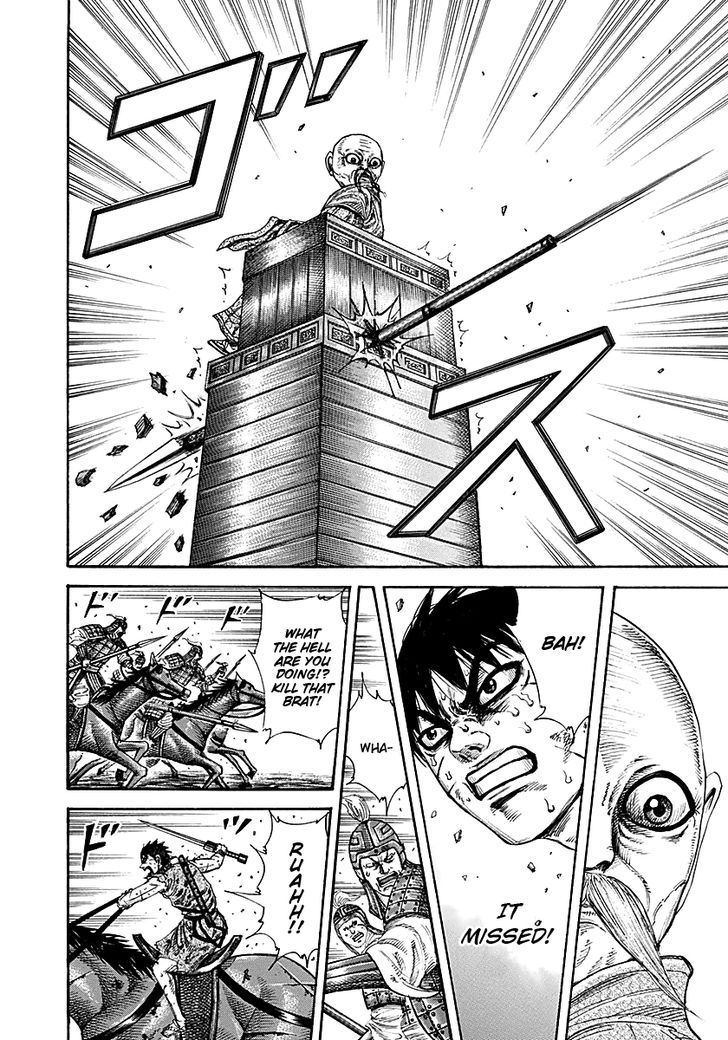 ゴ
ス
BAH!
IT
MISSED!
WHA-
WHAT
THE HELL
ARE YOU
DOING!?
KILL THAT
BRAT!
ド
ド
ド
RUAHH!!
ド
ド